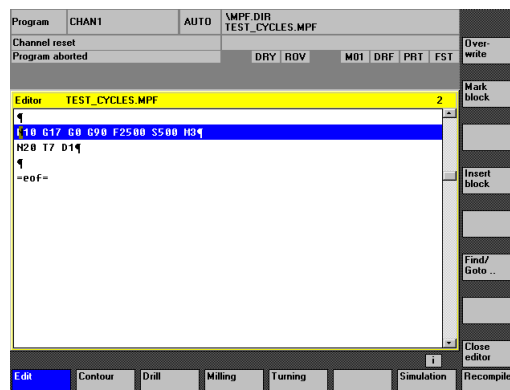 Program
CHAN1
AUTO
\MPF.DIR
TEST_CYCLES.MPF
Channel reset
Program aborted
DRY ROV M01 DRF PRT FST
Editor TEST_CYCLES.MPF 2
¶
N10 G17 G0 G90 F2500 S500 M3¶
N20 T7 D1¶
¶
=eof=
Over-
write
Mark
block
Insert
block
Find/
Goto ..
Close
editor
i
Edit
Contour
Drill
Milling
Turning
Simulation
Recompile